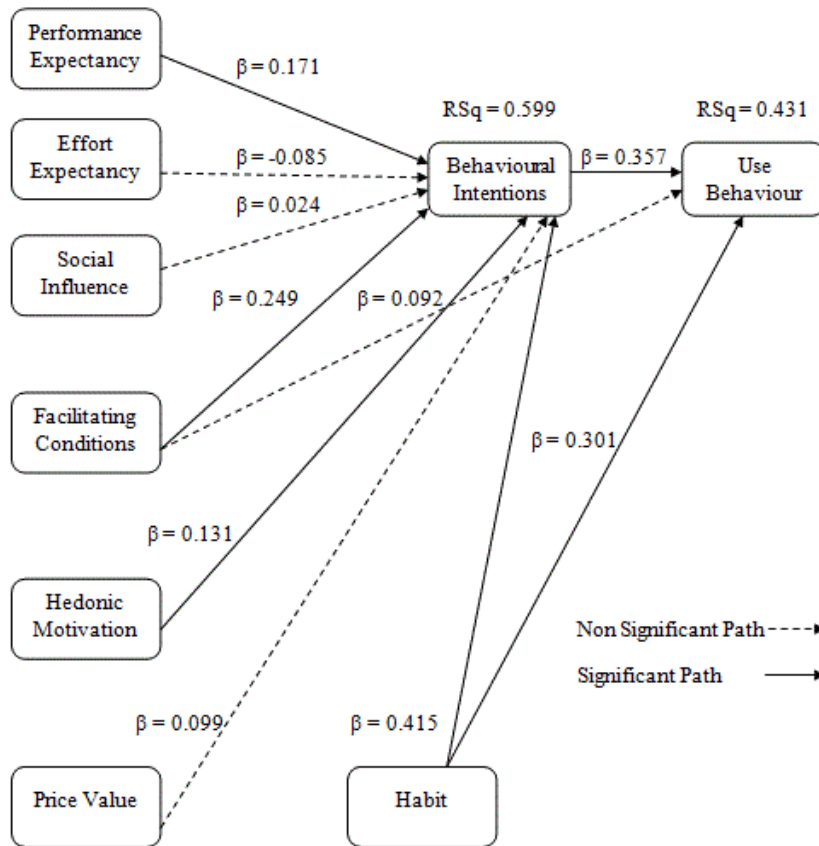 Performance
Expectancy
β = 0.171
RSq = 0.599
RSq = 0.431
Effort
Expectancy
β = -0.085
Behavioural
Intentions
β = 0.357
Use
Behaviour
β = 0.024
Social
Influence
β = 0.249
β = 0.092
Facilitating
Conditions
β = 0.301
β = 0.131
Hedonic
Motivation
Non Significant Path
Significant Path
β = 0.099
β = 0.415
Price Value
Habit